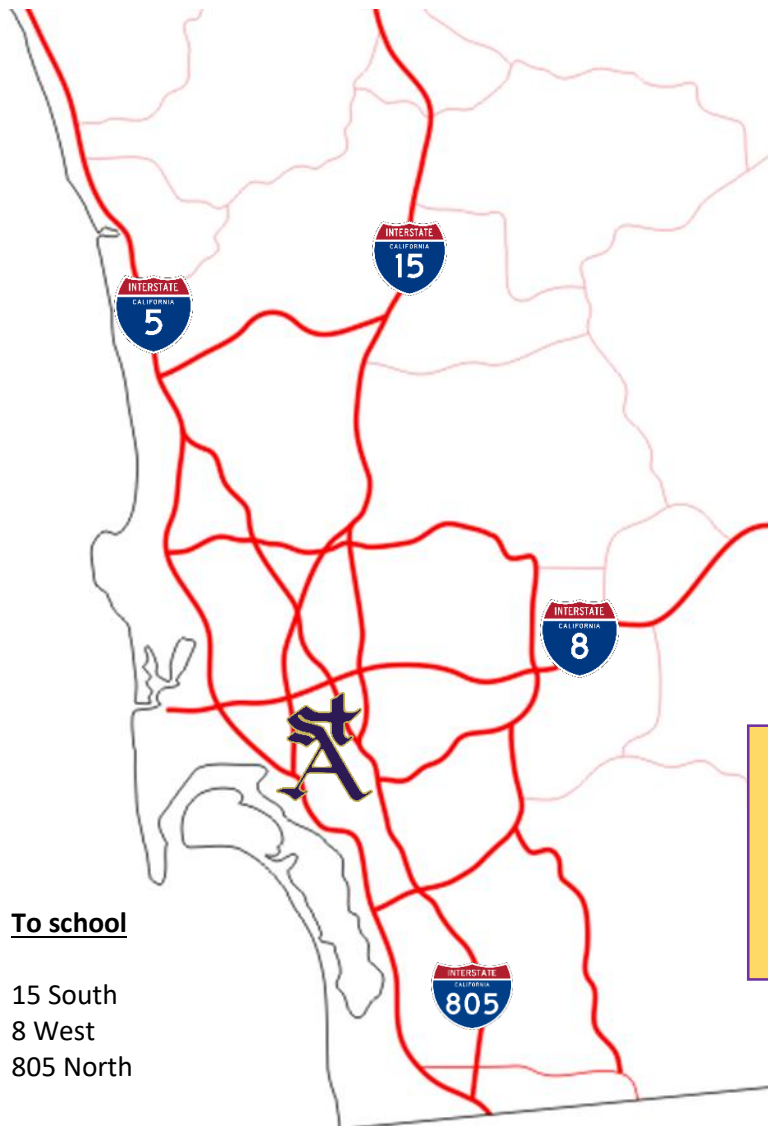 INTERSTATE
CALIFORNIA
15
INTERSTATE
CALIFORNIA
5
INTERSTATE
CALIFORNIA
8
St A
To school
15 South
8 West
805 North
INTERSTATE
CALIFORNIA
805